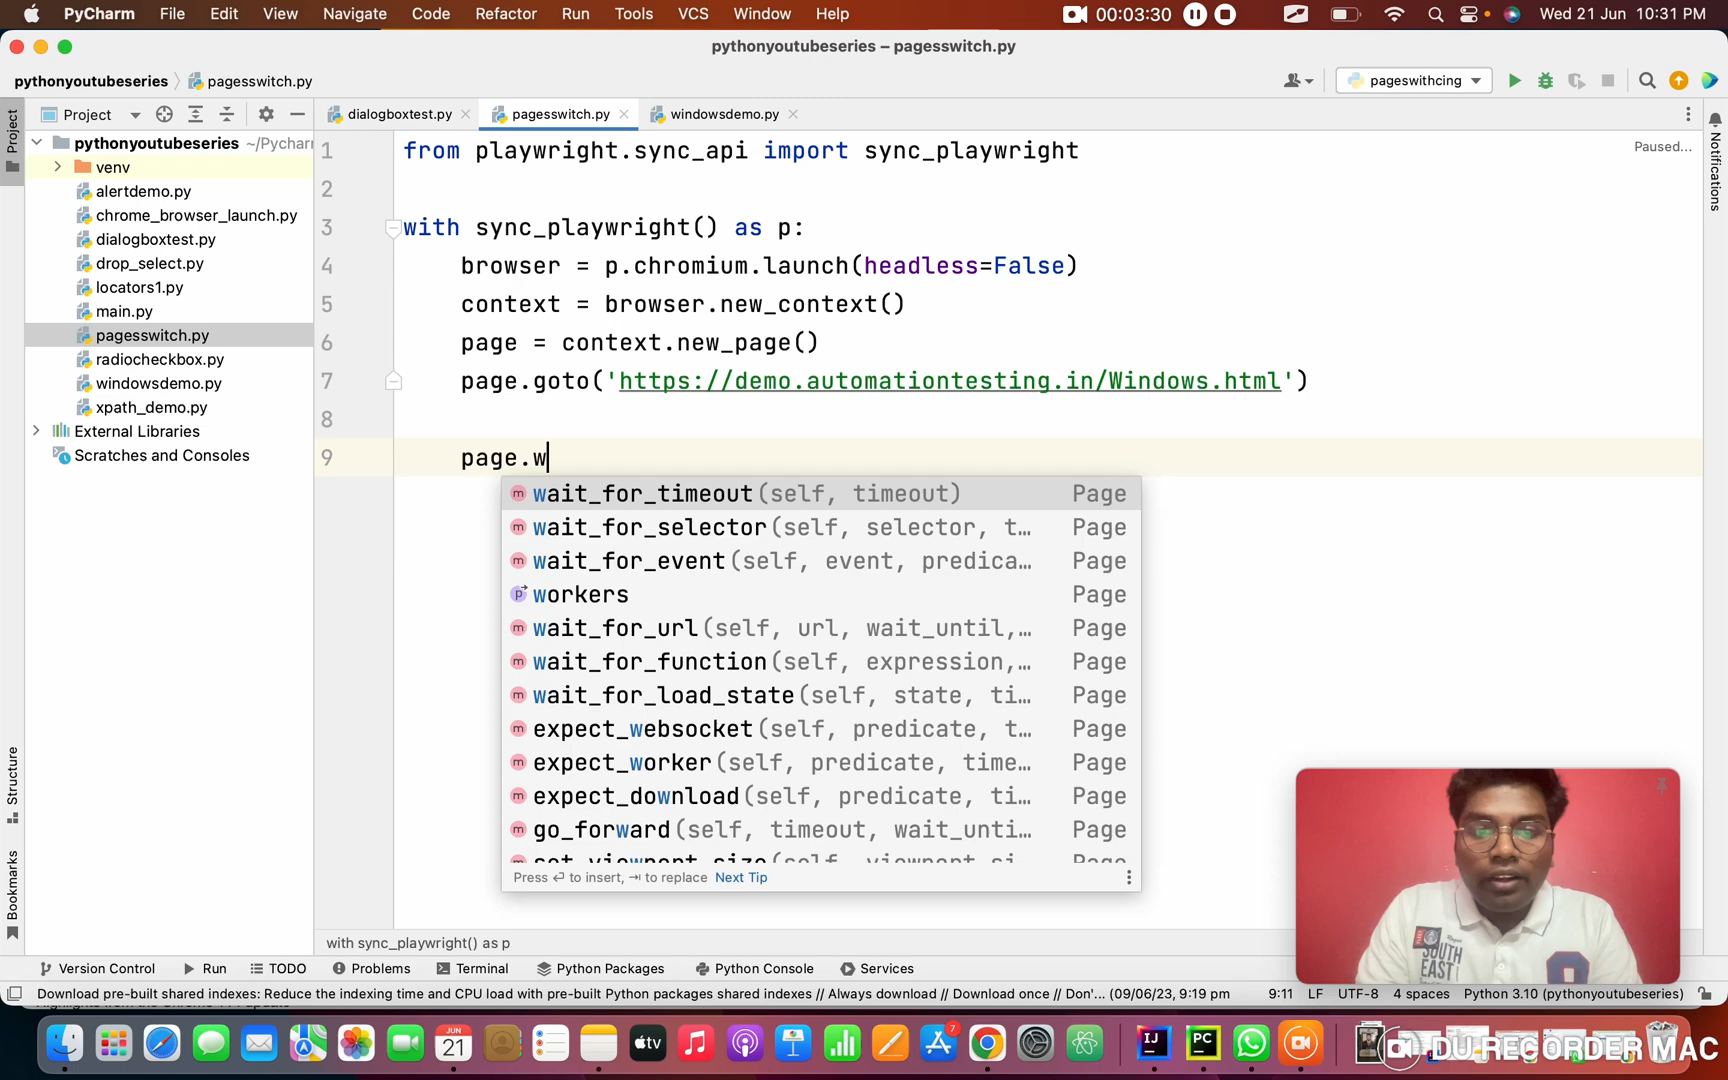 PyCharm File Edit View Navigate Code Refactor Run Tools VCS Window Help 00:03:30 Wed 21 Jun 10:31 PM
pythonyoutubeseries – pagesswitch.py
pythonyoutubeseries pagesswitch.py pageswithcing
Project dialogboxtest.py pagesswitch.py windowsdemo.py
Project
Notifications
Structure
Bookmarks
pythonyoutubeseries ~/Pychar
venv
alertdemo.py
chrome_browser_launch.py
dialogboxtest.py
drop_select.py
locators1.py
main.py
pagesswitch.py
radiocheckbox.py
windowsdemo.py
xpath_demo.py
External Libraries
Scratches and Consoles
Paused...
1 from playwright.sync_api import sync_playwright
2
3 with sync_playwright() as p:
4 browser = p.chromium.launch(headless=False)
5 context = browser.new_context()
6 page = context.new_page()
7 page.goto('https://demo.automationtesting.in/Windows.html')
8
9 page.w
wait_for_timeout(self, timeout) Page
wait_for_selector(self, selector, t… Page
wait_for_event(self, event, predica… Page
workers Page
wait_for_url(self, url, wait_until,… Page
wait_for_function(self, expression,… Page
wait_for_load_state(self, state, ti… Page
expect_websocket(self, predicate, t… Page
expect_worker(self, predicate, time… Page
expect_download(self, predicate, ti… Page
go_forward(self, timeout, wait_unti… Page
set_viewport_size(self, viewport_si… Page
Press ↩ to insert, ⇥ to replace Next Tip
with sync_playwright() as p
Version Control Run TODO Problems Terminal Python Packages Python Console Services
Download pre-built shared indexes: Reduce the indexing time and CPU load with pre-built Python packages shared indexes // Always download // Download once // Don'... (09/06/23, 9:19 pm 9:11 LF UTF-8 4 spaces Python 3.10 (pythonyoutubeseries)
SOUTH
EAST
JUN
21
tv
7
IJ
PC
DU RECORDER MAC